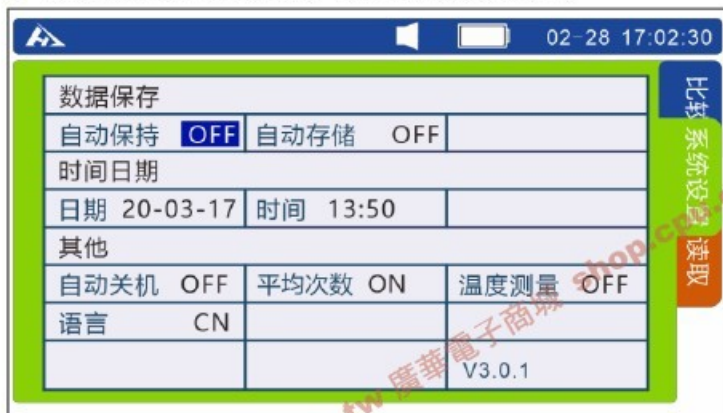 02-28 17:02:30
数据保存
自动保持 OFF 自动存储 OFF
时间日期
日期 20-03-17 时间 13:50
其他
自动关机 OFF 平均次数 ON 温度测量 OFF
语言 CN
V3.0.1
比较
系统设置
读取
shop.cpu.
tw 廣華電子商城